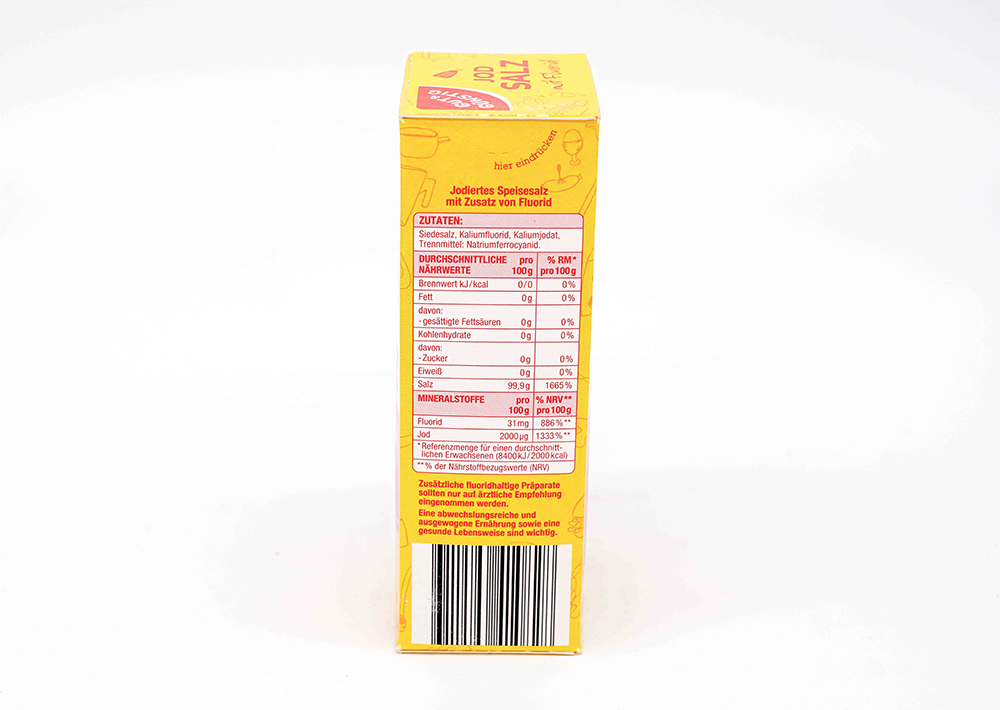 JOD
SALZ
mit Fluorid
GUT&
GÜNSTIG
hier eindrücken
Jodiertes Speisesalz
mit Zusatz von Fluorid
ZUTATEN:
Siedesalz, Kaliumfluorid, Kaliumjodat,
Trennmittel: Natriumferrocyanid.
DURCHSCHNITTLICHE pro % RM*
NÄHRWERTE 100g pro 100g
Brennwert kJ/kcal 0/0 0%
Fett 0g 0%
davon:
- gesättigte Fettsäuren 0g 0%
Kohlenhydrate 0g 0%
davon:
- Zucker 0g 0%
Eiweiß 0g 0%
Salz 99,9g 1665%
MINERALSTOFFE pro % NRV**
100g pro 100g
Fluorid 31mg 886%**
Jod 2000µg 1333%**
*Referenzmenge für einen durchschnitt-
lichen Erwachsenen (8400kJ/2000kcal)
**% der Nährstoffbezugswerte (NRV)
Zusätzliche fluoridhaltige Präparate
sollten nur auf ärztliche Empfehlung
eingenommen werden.
Eine abwechslungsreiche und
ausgewogene Ernährung sowie eine
gesunde Lebensweise sind wichtig.